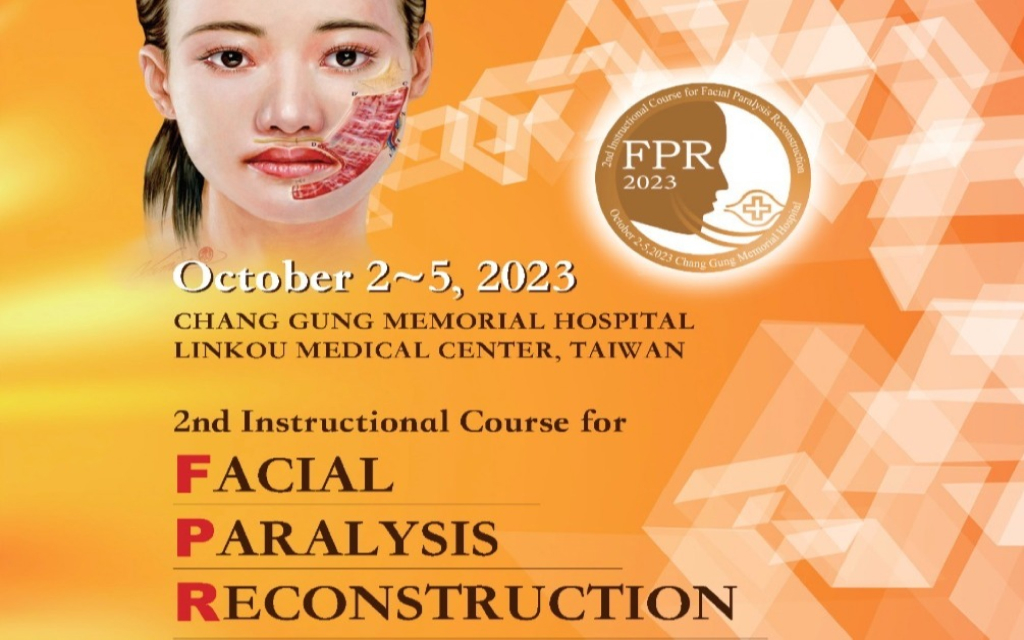 2nd Instructional Course for Facial Paralysis Reconstruction
FPR
2023
October 2-5,2023 Chang Gung Memorial Hospital
October 2~5, 2023
CHANG GUNG MEMORIAL HOSPITAL
LINKOU MEDICAL CENTER, TAIWAN
2nd Instructional Course for
FACIAL
PARALYSIS
RECONSTRUCTION